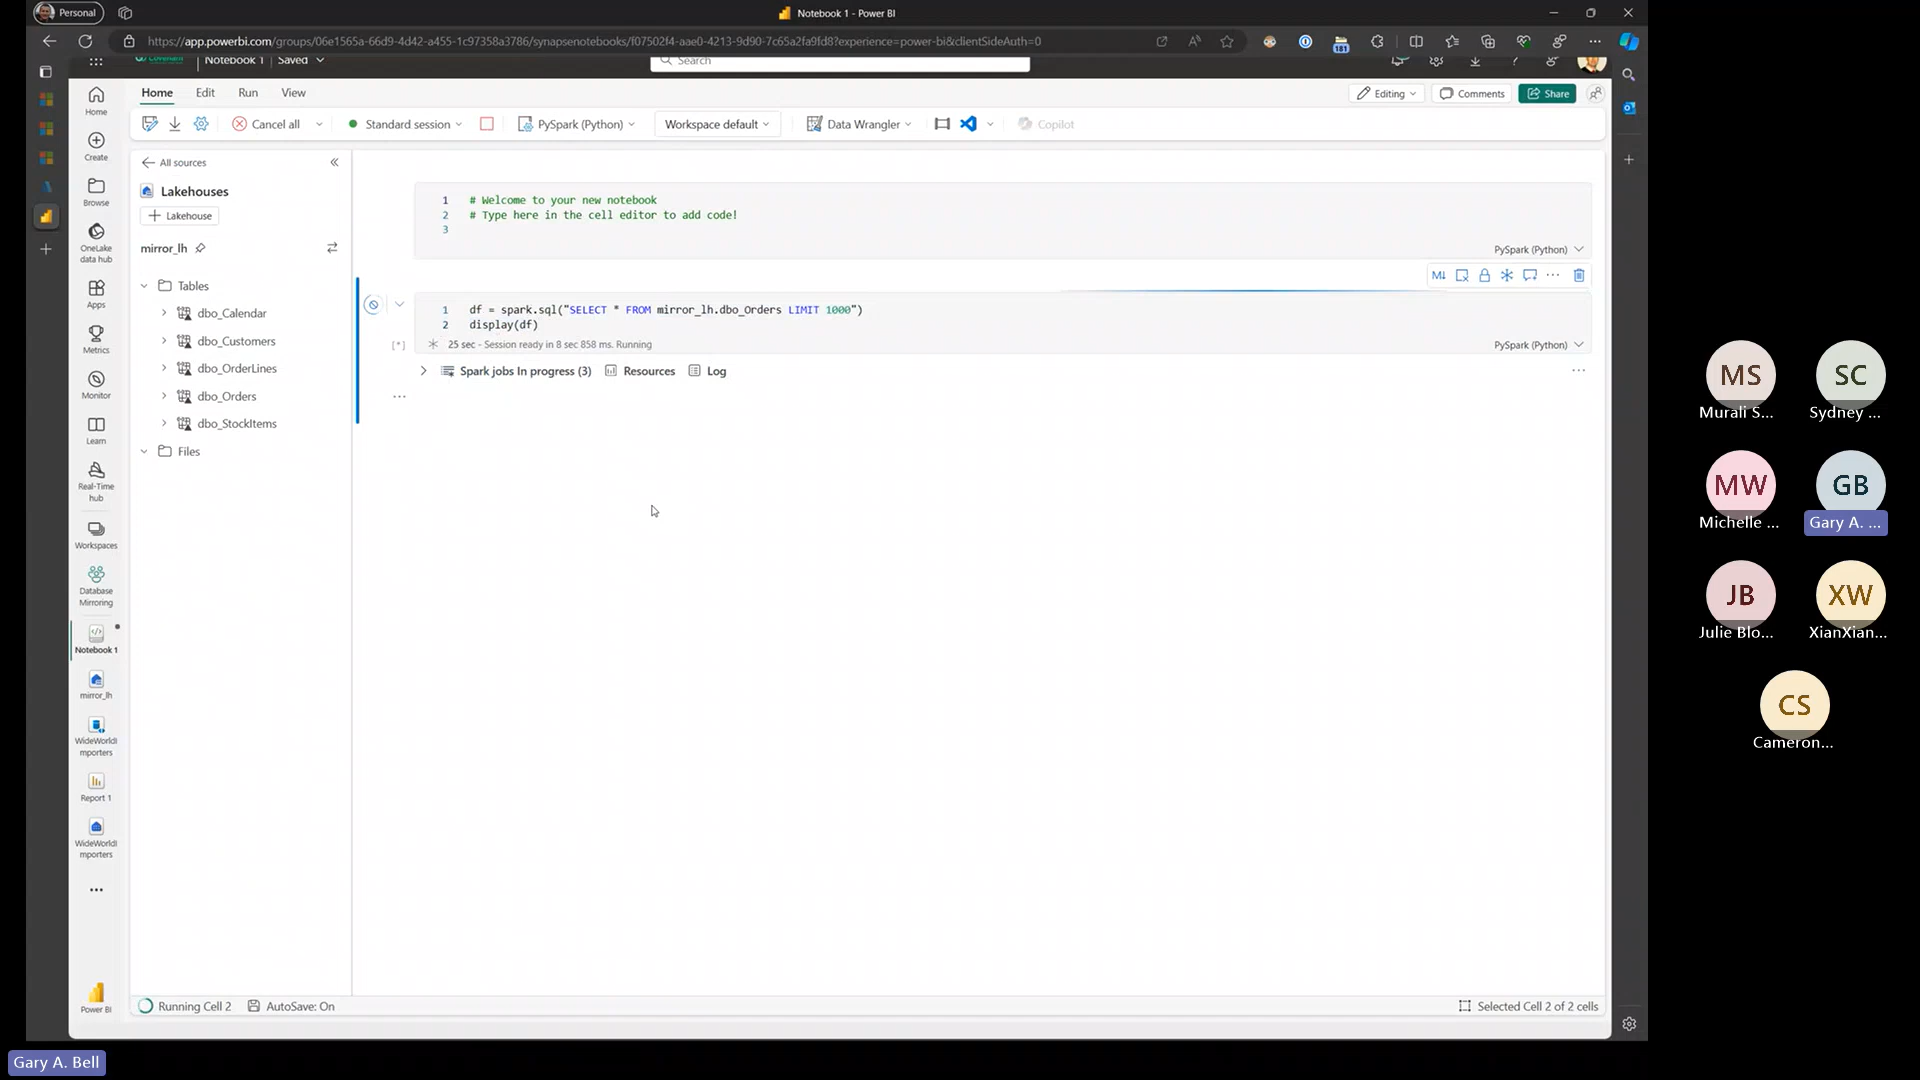 Personal
Notebook 1 - Power BI
https://app.powerbi.com/groups/06e1565a-66d9-4d42-a455-1c97358a3786/synapsenotebooks/f07502f4-aae0-4213-9d90-7c65a2fa9fd8?experience=power-bi&clientSideAuth=0
181
Notebook 1 | Saved
Search
Home Edit Run View
Editing Comments Share
Cancel all Standard session PySpark (Python) Workspace default Data Wrangler Copilot
Home
Create
Browse
OneLake
data hub
Apps
Metrics
Monitor
Learn
Real-Time
hub
Workspaces
Database
Mirroring
Notebook 1
mirror_lh
WideWorldI
mporters
Report 1
WideWorldI
mporters
Power BI
All sources
Lakehouses
Lakehouse
mirror_lh
Tables
dbo_Calendar
dbo_Customers
dbo_OrderLines
dbo_Orders
dbo_StockItems
Files
1 # Welcome to your new notebook
2 # Type here in the cell editor to add code!
3
PySpark (Python)
M↓
1 df = spark.sql("SELECT * FROM mirror_lh.dbo_Orders LIMIT 1000")
2 display(df)
[*] 25 sec - Session ready in 8 sec 858 ms. Running
PySpark (Python)
Spark jobs In progress (3) Resources Log
Running Cell 2 AutoSave: On
Selected Cell 2 of 2 cells
MS SC
Murali S... Sydney ...
MW GB
Michelle ... Gary A. ...
JB XW
Julie Blo... XianXian...
CS
Cameron...
Gary A. Bell